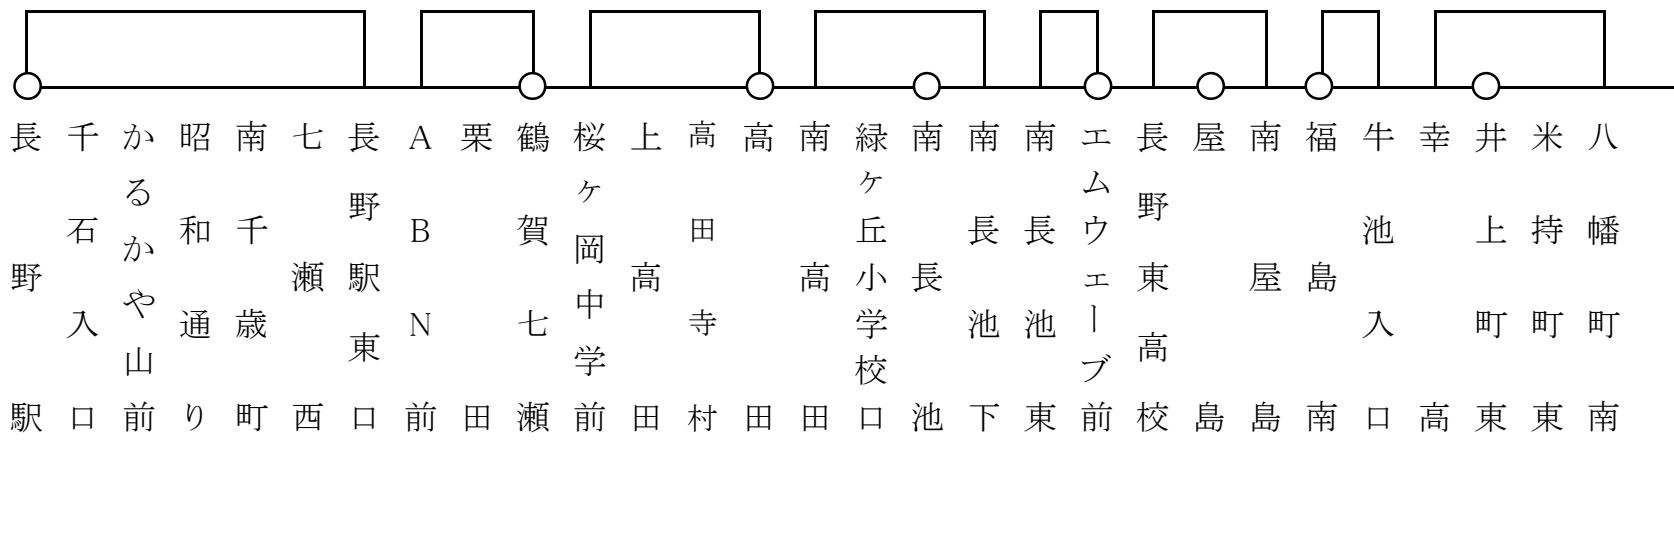 長野駅
千石入口
かるかや山前
昭和通り
南千歳町
七瀬西
長野駅東口
ABN前
栗田
鶴賀七瀬
桜ヶ岡中学前
上高田
高田寺村
高田
南高田
緑ヶ丘小学校口
南長池
南長池下
南長池東
エムウェーブ前
長野東高校
屋島
南屋島
福島南
牛池入口
幸高
井上町東
米持町東
八幡町南